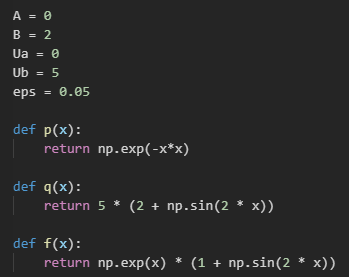 A = 0
B = 2
Ua = 0
Ub = 5
eps = 0.05
def p(x):
    return np.exp(-x*x)
def q(x):
    return 5 * (2 + np.sin(2 * x))
def f(x):
    return np.exp(x) * (1 + np.sin(2 * x))